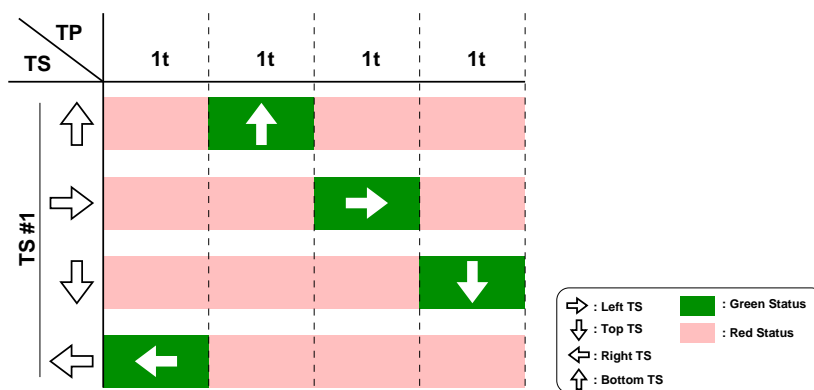 TP
TS
1t 1t 1t 1t
TS #1
: Left TS
: Top TS
: Right TS
: Bottom TS
: Green Status
: Red Status